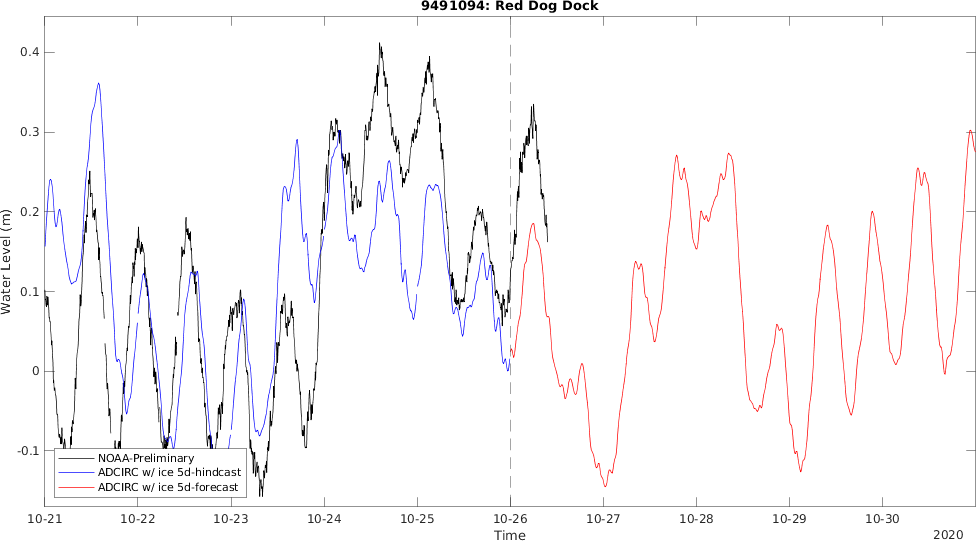 9491094: Red Dog Dock
Water Level (m)
0.4
0.3
0.2
0.1
0
-0.1
NOAA-Preliminary
ADCIRC w/ ice 5d-hindcast
ADCIRC w/ ice 5d-forecast
10-21 10-22 10-23 10-24 10-25 10-26 10-27 10-28 10-29 10-30
Time
2020